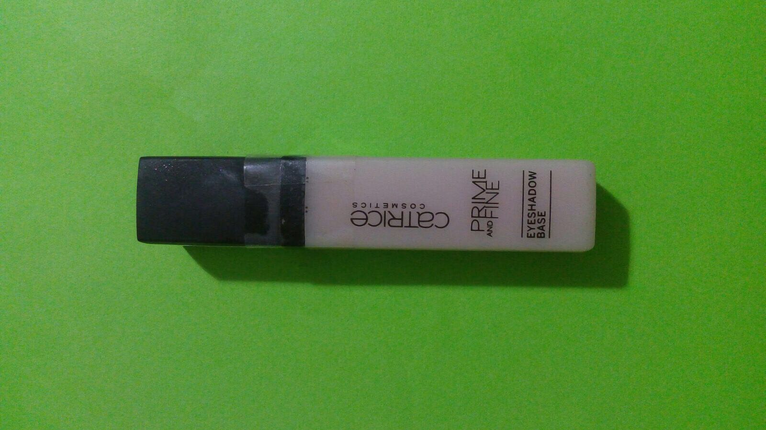 CATRICE
COSMETICS
PRIME
AND FINE
EYESHADOW
BASE